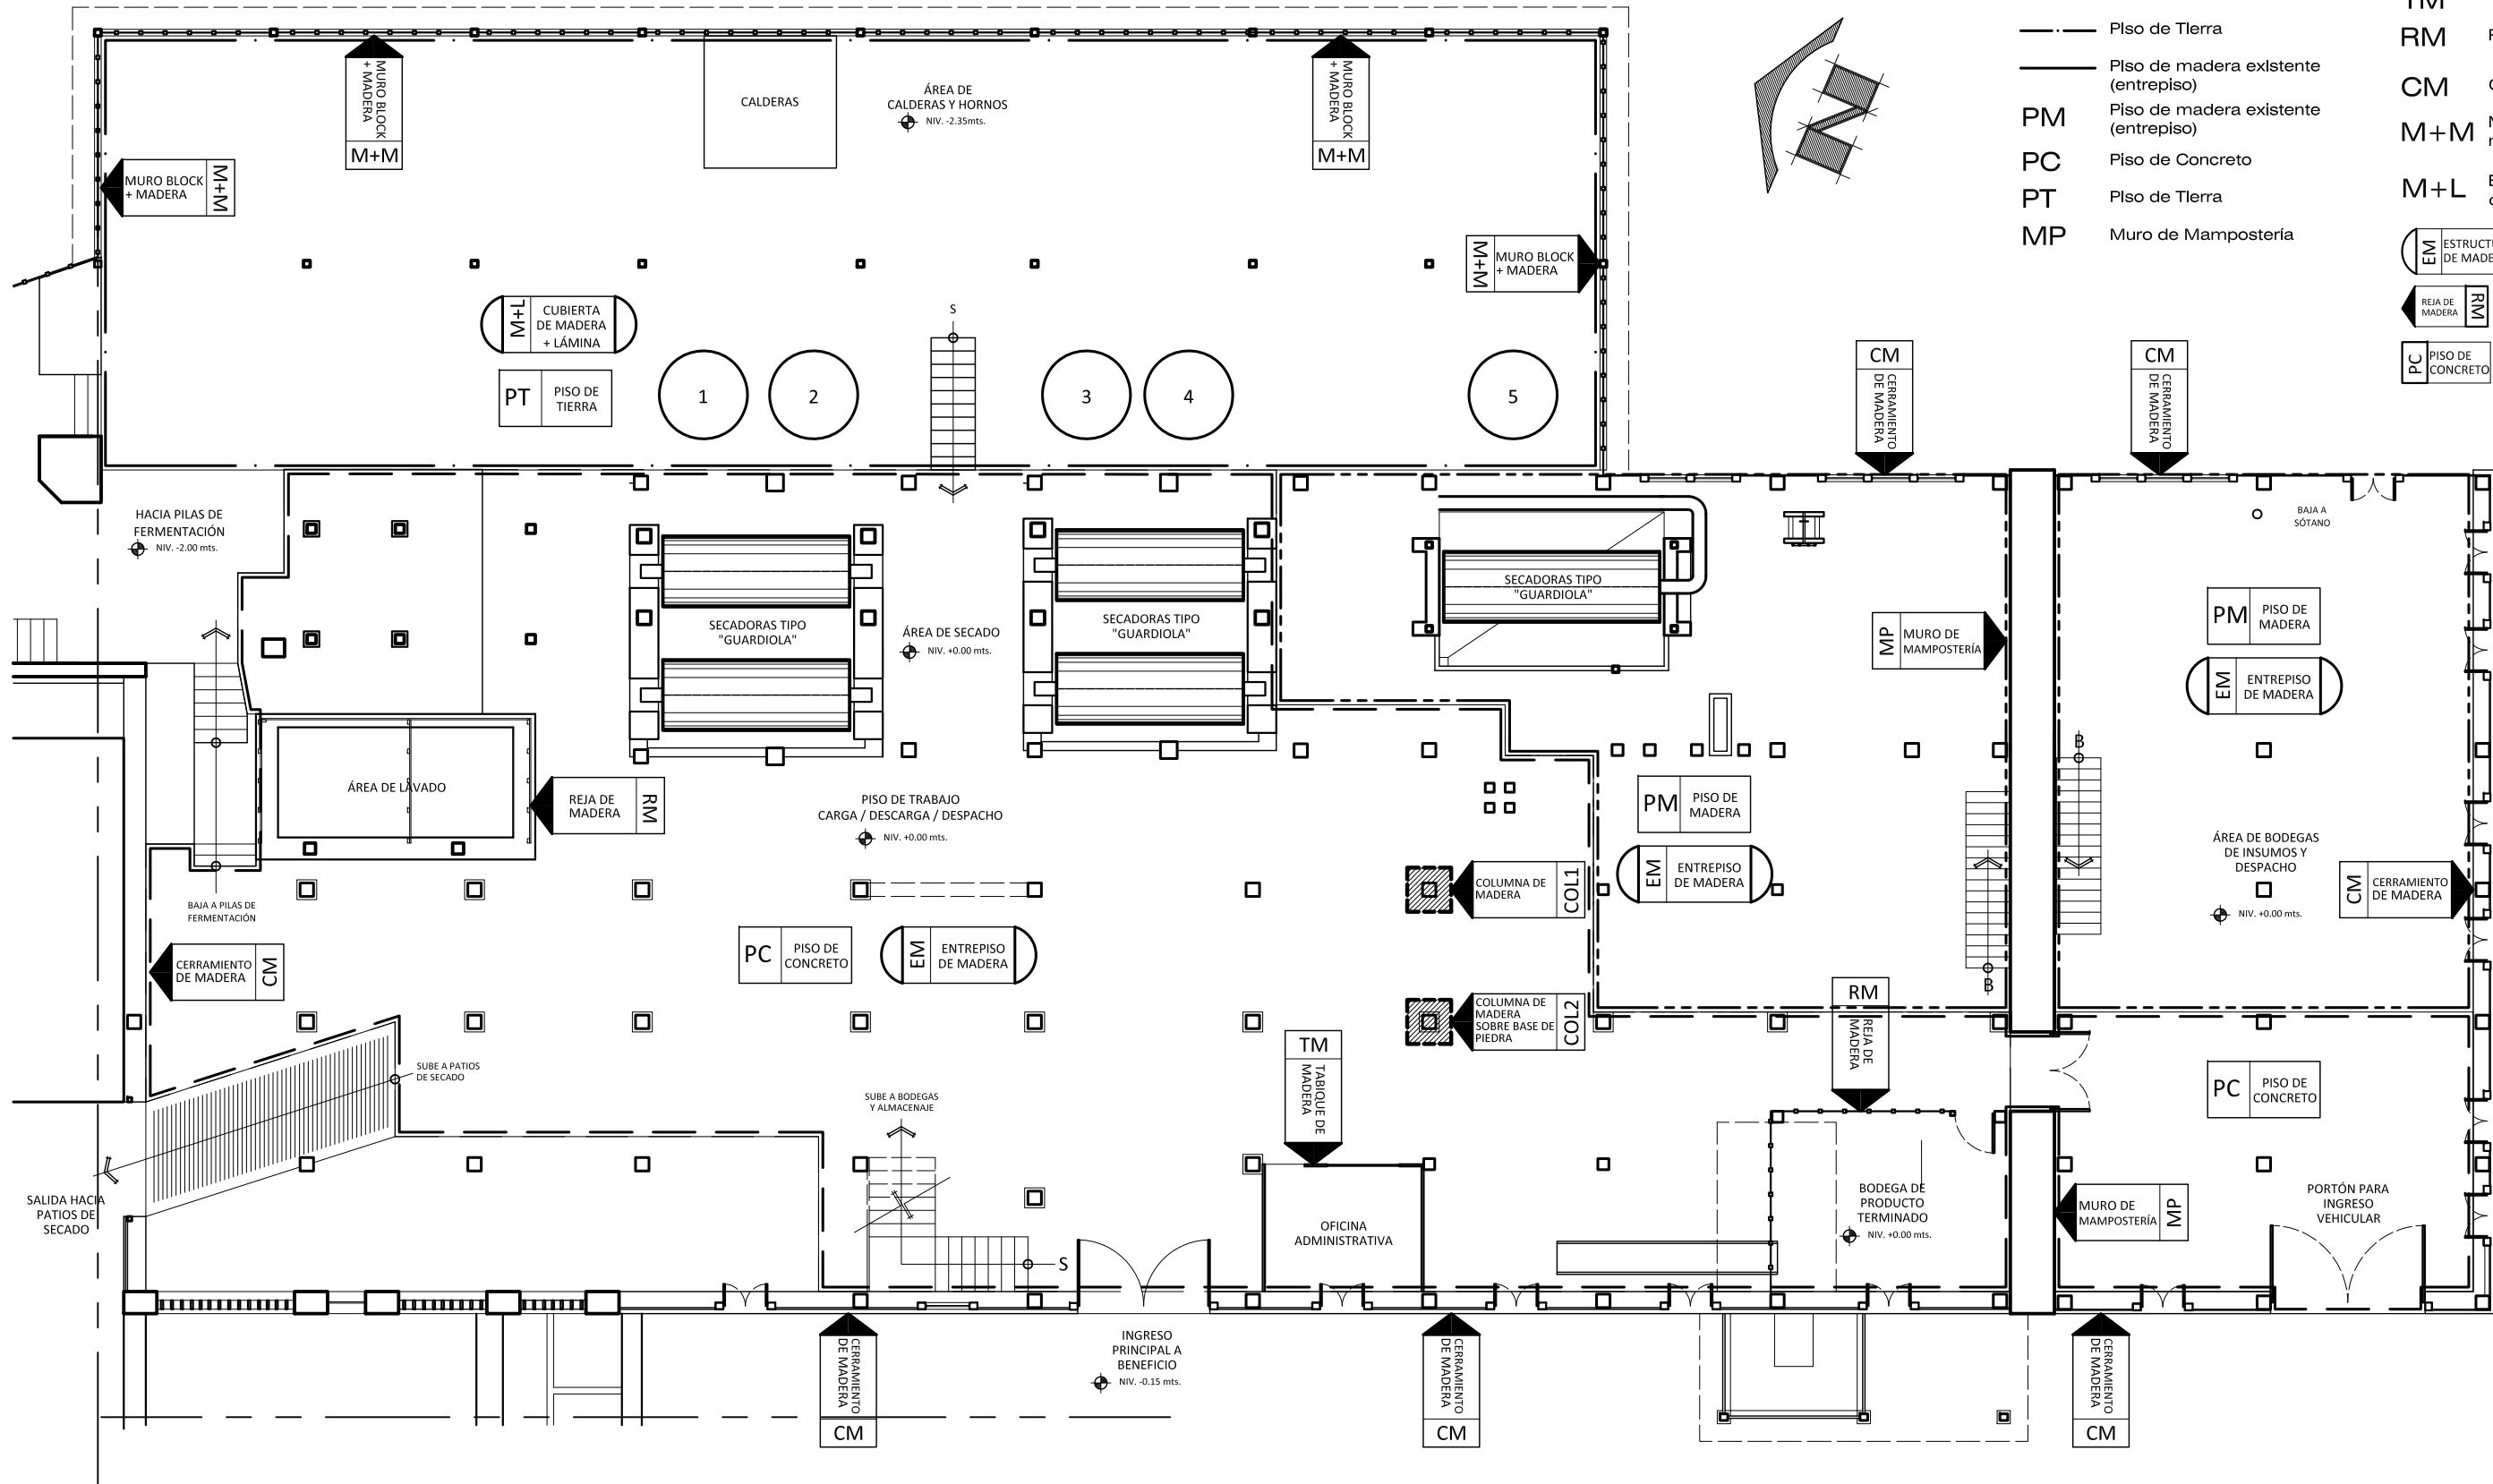 TM
RM
CM
M+M
M+L
Piso de Tierra
Piso de madera existente
(entrepiso)
PM
Piso de madera existente
(entrepiso)
PC
Piso de Concreto
PT
Piso de Tierra
MP
Muro de Mampostería
EM
REJA DE
MADERA
RM
PC
PISO DE
CONCRETO
N
MURO BLOCK
+ MADERA
M+M
CALDERAS
ÁREA DE
CALDERAS Y HORNOS
NIV. -2.35mts.
MURO BLOCK
+ MADERA
M+M
MURO BLOCK
+ MADERA
M+M
M+M
MURO BLOCK
+ MADERA
M+L
CUBIERTA
DE MADERA
+ LÁMINA
PT
PISO DE
TIERRA
S
1
2
3
4
5
CM
CERRAMIENTO
DE MADERA
CM
CERRAMIENTO
DE MADERA
HACIA PILAS DE
FERMENTACIÓN
NIV. -2.00 mts.
SECADORAS TIPO
"GUARDIOLA"
ÁREA DE SECADO
NIV. +0.00 mts.
SECADORAS TIPO
"GUARDIOLA"
SECADORAS TIPO
"GUARDIOLA"
MP
MURO DE
MAMPOSTERÍA
BAJA A
SÓTANO
PM
PISO DE
MADERA
EM
ENTREPISO
DE MADERA
ÁREA DE LAVADO
REJA DE
MADERA
RM
PISO DE TRABAJO
CARGA / DESCARGA / DESPACHO
NIV. +0.00 mts.
PM
PISO DE
MADERA
EM
ENTREPISO
DE MADERA
B
B
ÁREA DE BODEGAS
DE INSUMOS Y
DESPACHO
NIV. +0.00 mts.
CM
CERRAMIENTO
DE MADERA
COLUMNA DE
MADERA
COL1
BAJA A PILAS DE
FERMENTACIÓN
CERRAMIENTO
DE MADERA
CM
PC
PISO DE
CONCRETO
EM
ENTREPISO
DE MADERA
COLUMNA DE
MADERA
SOBRE BASE DE
PIEDRA
COL2
RM
REJA DE
MADERA
TM
TABIQUE DE
MADERA
SUBE A PATIOS
DE SECADO
SUBE A BODEGAS
Y ALMACENAJE
PC
PISO DE
CONCRETO
SALIDA HACIA
PATIOS DE
SECADO
S
OFICINA
ADMINISTRATIVA
BODEGA DE
PRODUCTO
TERMINADO
NIV. +0.00 mts.
MURO DE
MAMPOSTERÍA
MP
PORTÓN PARA
INGRESO
VEHICULAR
CERRAMIENTO
DE MADERA
CM
INGRESO
PRINCIPAL A
BENEFICIO
NIV. -0.15 mts.
CERRAMIENTO
DE MADERA
CM
CERRAMIENTO
DE MADERA
CM